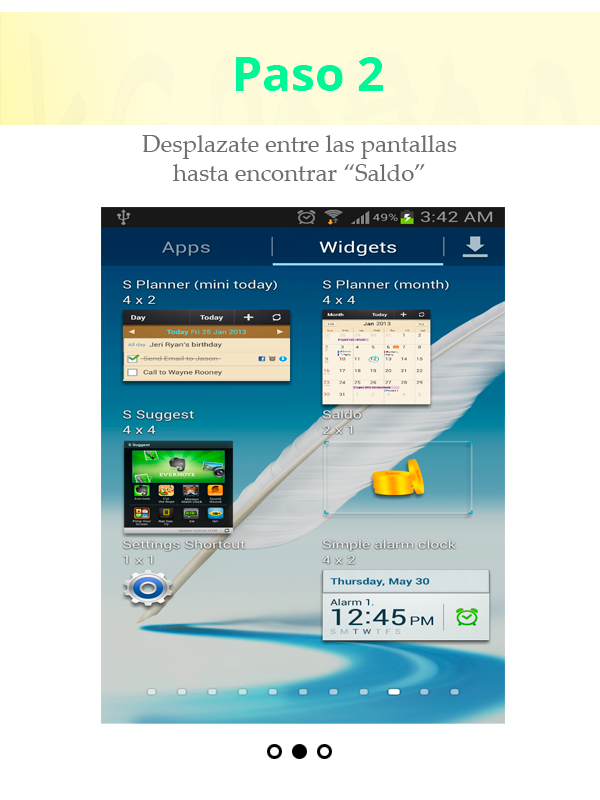 Paso 2
Desplazate entre las pantallas
hasta encontrar “Saldo”
49% 3:42 AM
Apps Widgets
S Planner (mini today)
4 x 2
Day Today +
Today Fri 25 Jan 2013
All day Jeri Ryan's birthday
Send Email to Jason
Call to Wayne Rooney
S Planner (month)
4 x 4
Month Today +
Jan 2013
S Suggest
4 x 4
S Suggest
EVERNOTE
Saldo
2 x 1
Settings Shortcut
1 x 1
Simple alarm clock
4 x 2
Thursday, May 30
Alarm 1.
12:45 PM
S M T W T F S